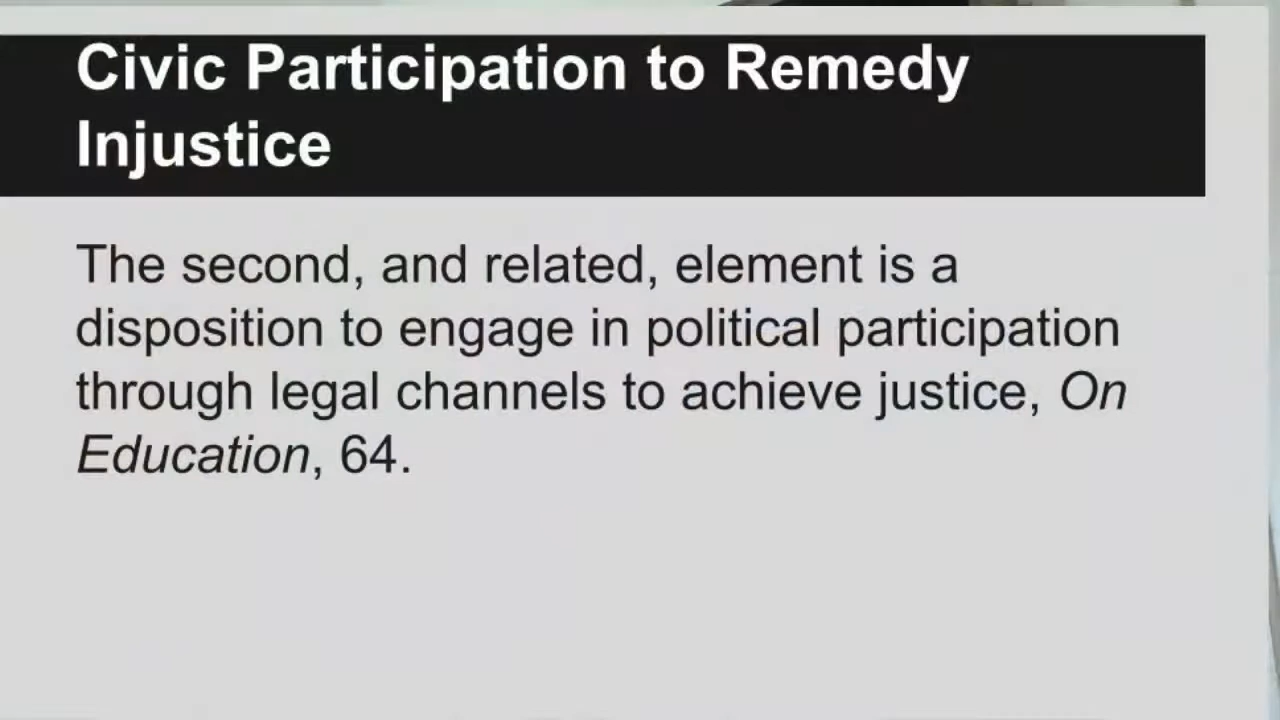 Civic Participation to Remedy
Injustice
The second, and related, element is a
disposition to engage in political participation
through legal channels to achieve justice, On
Education, 64.